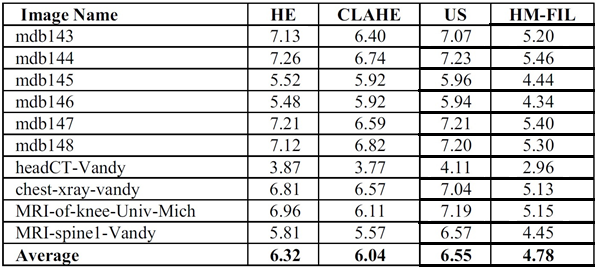 Image Name HE CLAHE US HM-FIL
mdb143 7.13 6.40 7.07 5.20
mdb144 7.26 6.74 7.23 5.46
mdb145 5.52 5.92 5.96 4.44
mdb146 5.48 5.92 5.94 4.34
mdb147 7.21 6.59 7.21 5.40
mdb148 7.12 6.82 7.20 5.30
headCT-Vandy 3.87 3.77 4.11 2.96
chest-xray-vandy 6.81 6.57 7.04 5.13
MRI-of-knee-Univ-Mich 6.96 6.11 7.19 5.15
MRI-spine1-Vandy 5.81 5.57 6.57 4.45
Average 6.32 6.04 6.55 4.78